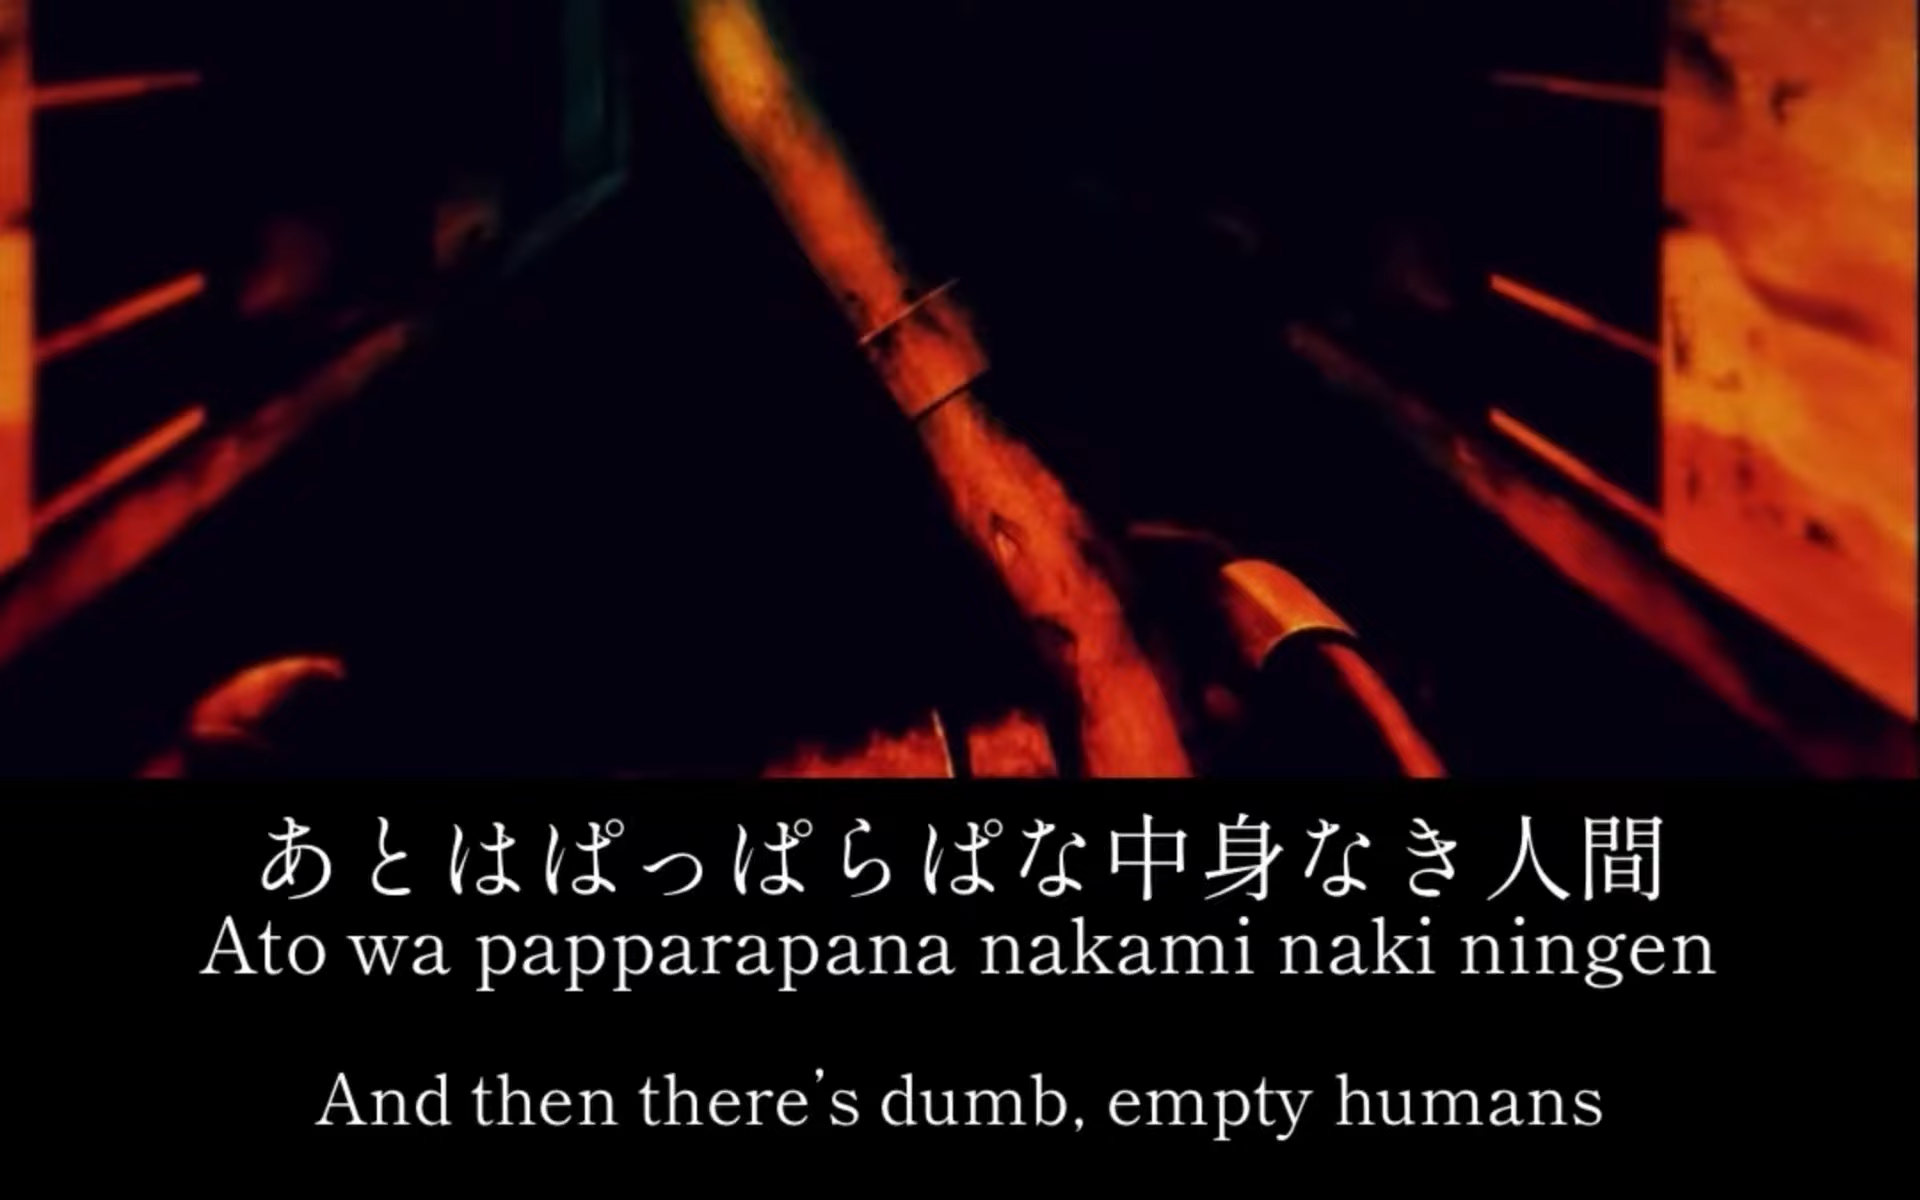 あとはぱっぱらぱな中身なき人間
Ato wa papparapana nakami naki ningen
And then there’s dumb, empty humans